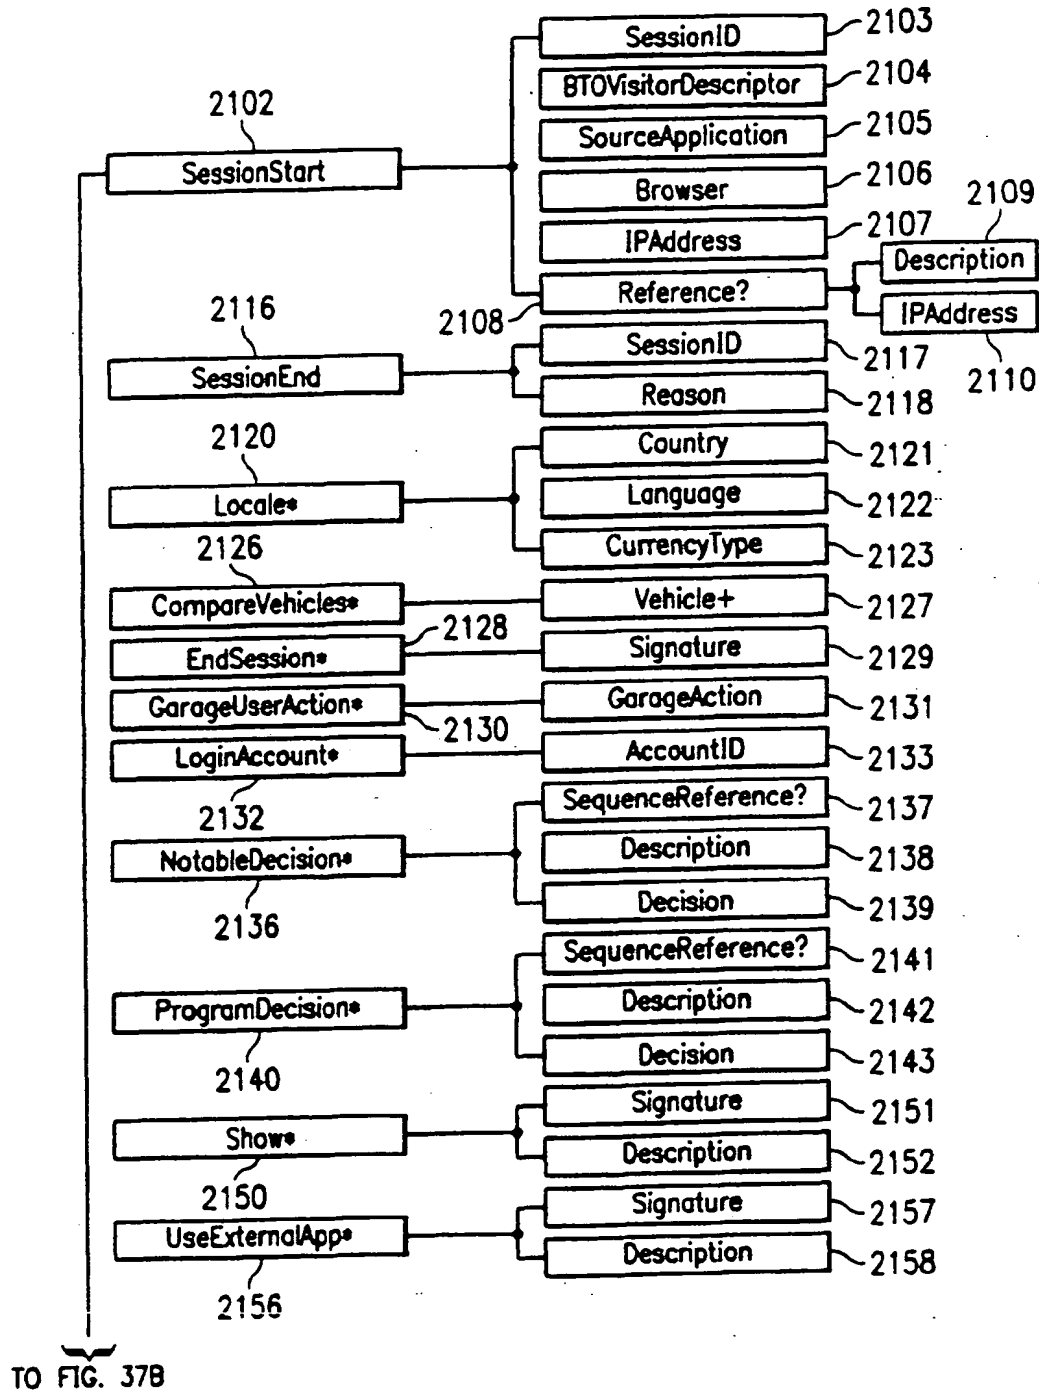 2102
SessionStart
SessionID
2103
BTOVisitorDescriptor
2104
SourceApplication
2105
Browser
2106
IPAddress
2107
Reference?
2108
Description
2109
IPAddress
2110
2116
SessionEnd
SessionID
2117
Reason
2118
2120
Locale*
Country
2121
Language
2122
CurrencyType
2123
2126
CompareVehicles*
Vehicle+
2127
EndSession*
2128
Signature
2129
GarageUserAction*
2130
GarageAction
2131
LoginAccount*
2132
AccountID
2133
NotableDecision*
2136
SequenceReference?
2137
Description
2138
Decision
2139
ProgramDecision*
2140
SequenceReference?
2141
Description
2142
Decision
2143
Show*
2150
Signature
2151
Description
2152
UseExternalApp*
2156
Signature
2157
Description
2158
TO FIG. 37B